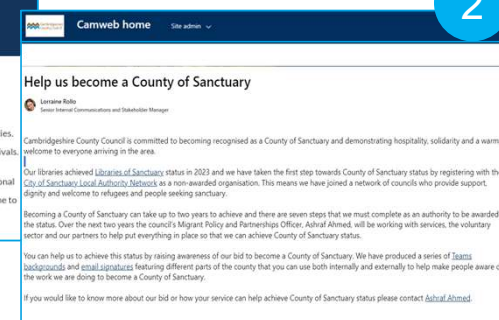 2
Camweb home Site admin
Help us become a County of Sanctuary
Lorraine Rollo
Senior Internal Communications and Stakeholder Manager
ies.
ivals.
onal
e to
Cambridgeshire County Council is committed to becoming recognised as a County of Sanctuary and demonstrating hospitality, solidarity and a warm
welcome to everyone arriving in the area.
Our libraries achieved Libraries of Sanctuary status in 2023 and we have taken the first step towards County of Sanctuary status by registering with the
City of Sanctuary Local Authority Network as a non-awarded organisation. This means we have joined a network of councils who provide support,
dignity and welcome to refugees and people seeking sanctuary.
Becoming a County of Sanctuary can take up to two years to achieve and there are seven steps that we must complete as an authority to be awarded
the status. Over the next two years the council's Migrant Policy and Partnerships Officer, Ashraf Ahmed, will be working with services, the voluntary
sector and our partners to help put everything in place so that we can achieve County of Sanctuary status.
You can help us to achieve this status by raising awareness of our bid to become a County of Sanctuary. We have produced a series of Teams
backgrounds and email signatures featuring different parts of the county that you can use both internally and externally to help make people aware o
the work we are doing to become a County of Sanctuary.
If you would like to know more about our bid or how your service can help achieve County of Sanctuary status please contact Ashraf Ahmed.